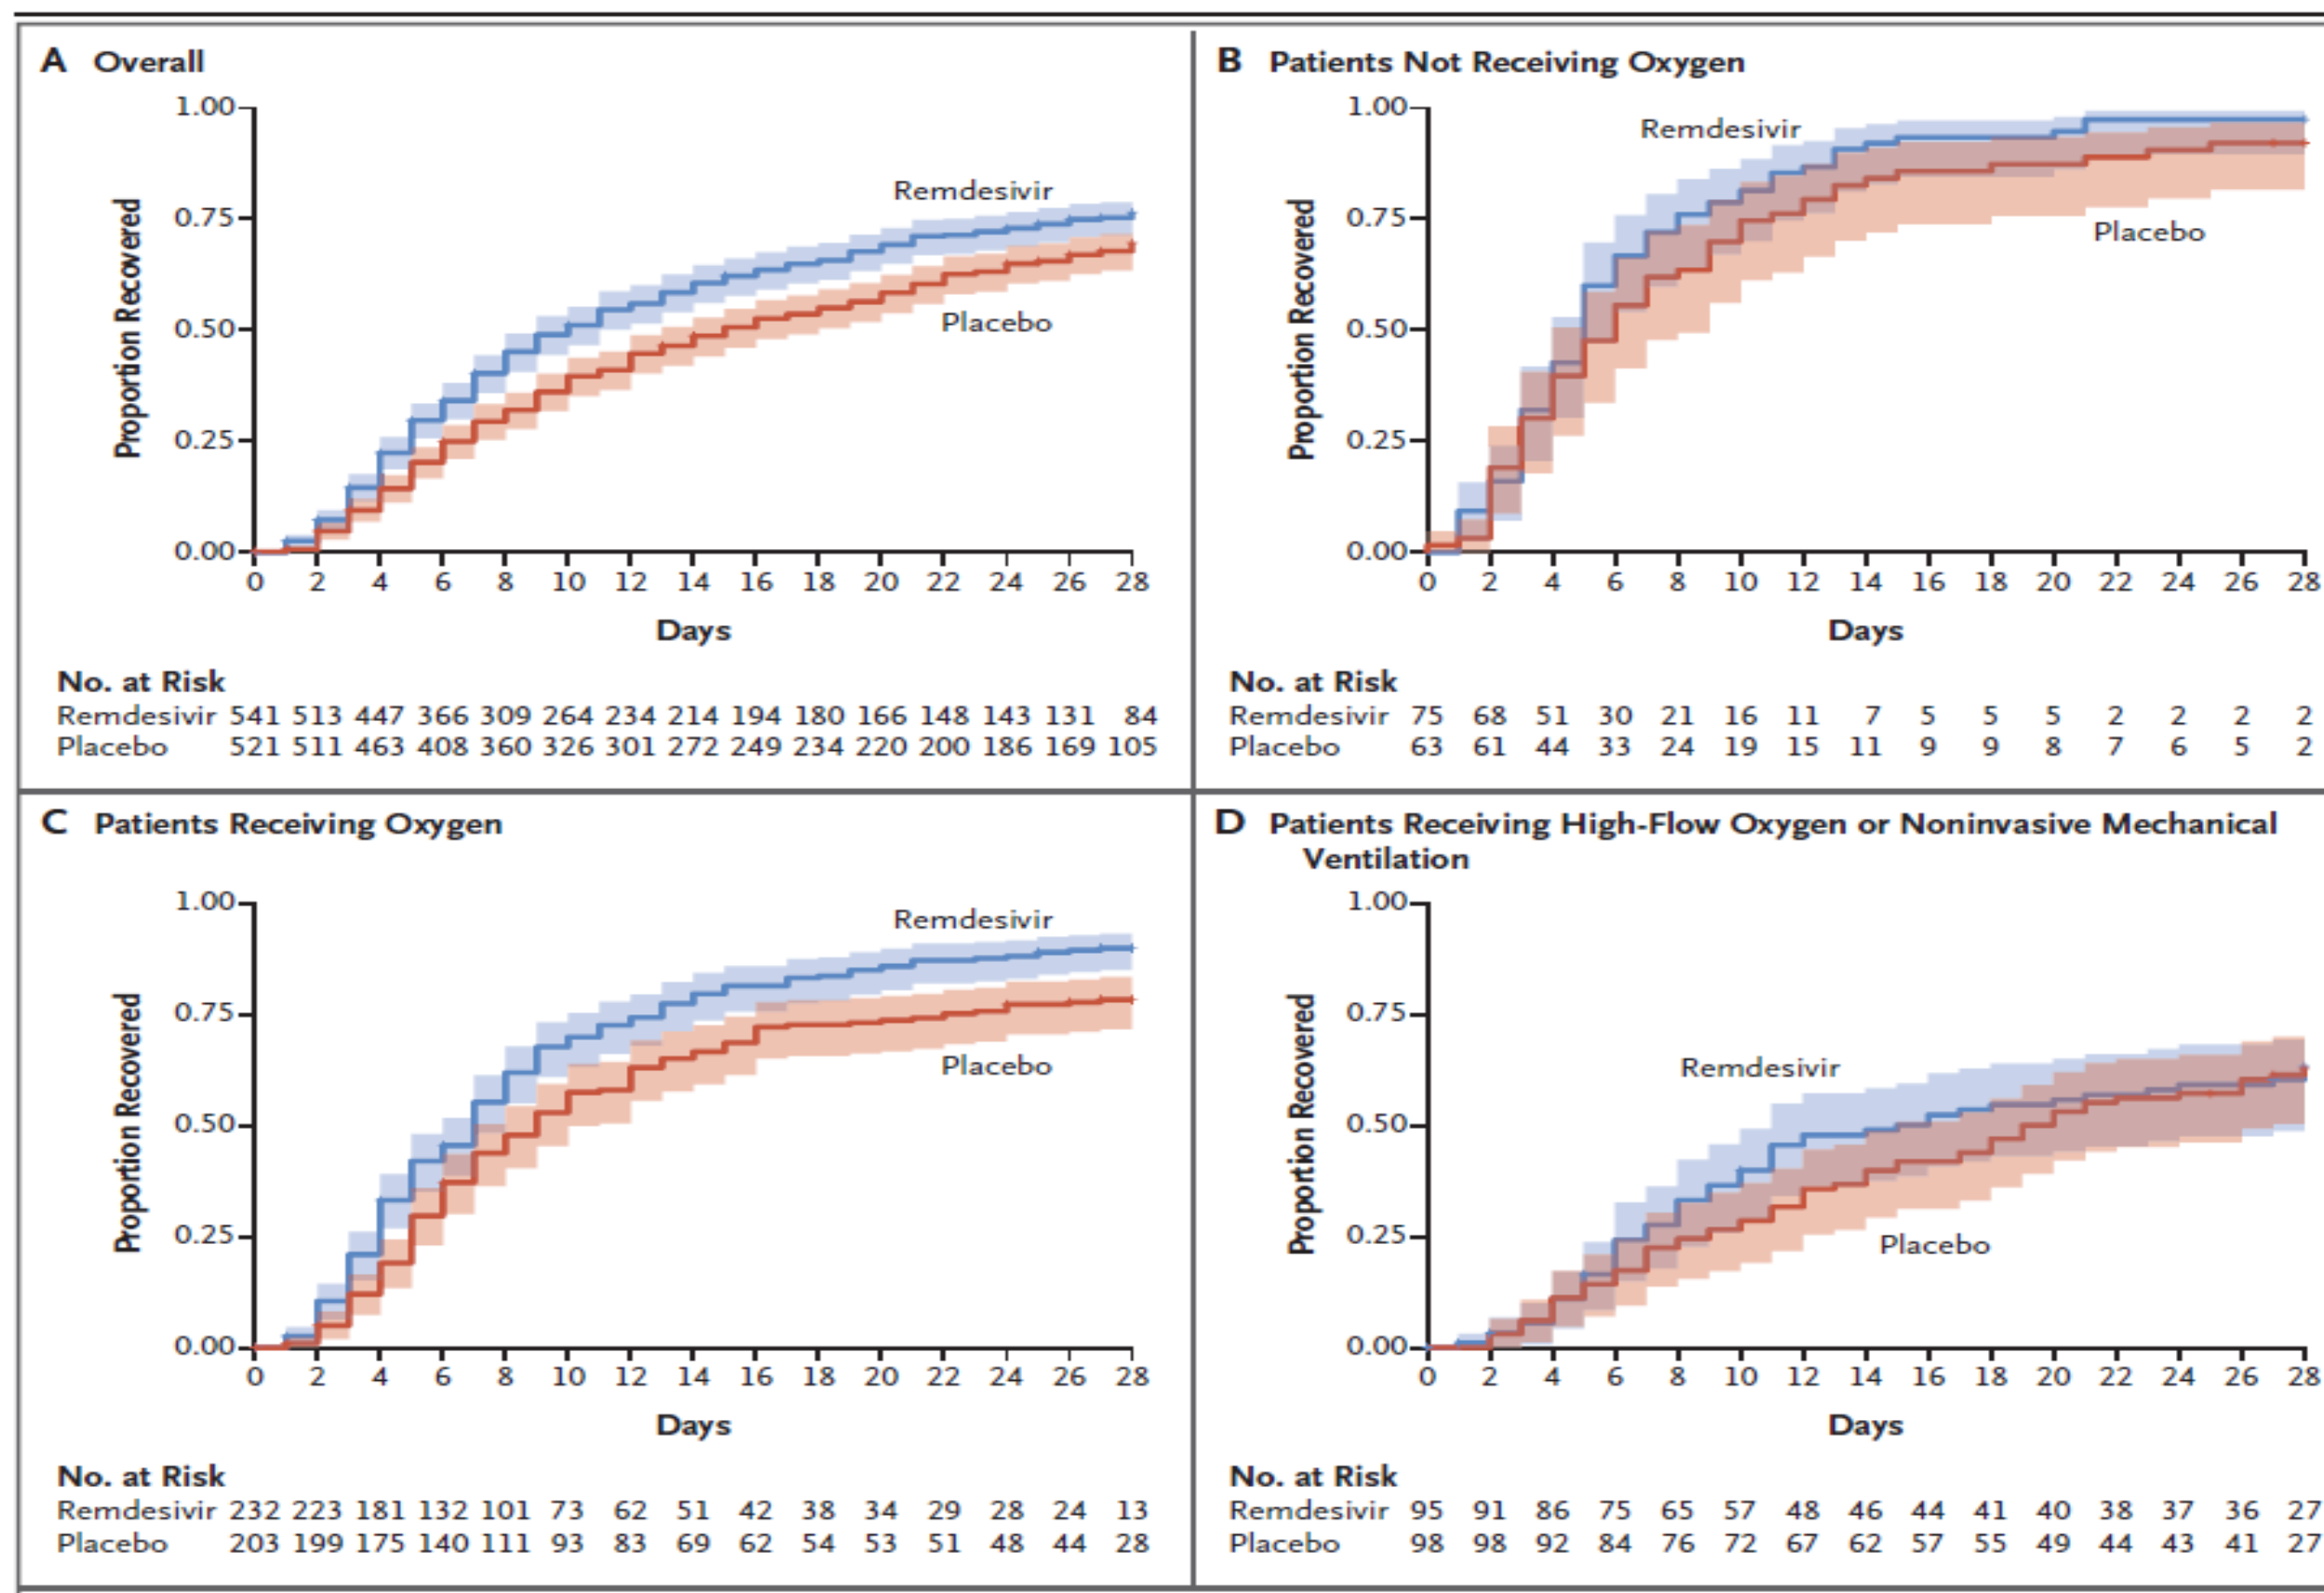 A Overall
1.00
0.75
0.50
0.25
0.00
Proportion Recovered
Remdesivir
Placebo
0 2 4 6 8 10 12 14 16 18 20 22 24 26 28
Days
No. at Risk
Remdesivir 541 513 447 366 309 264 234 214 194 180 166 148 143 131 84
Placebo 521 511 463 408 360 326 301 272 249 234 220 200 186 169 105
B Patients Not Receiving Oxygen
1.00
0.75
0.50
0.25
0.00
Proportion Recovered
Remdesivir
Placebo
0 2 4 6 8 10 12 14 16 18 20 22 24 26 28
Days
No. at Risk
Remdesivir 75 68 51 30 21 16 11 7 5 5 5 2 2 2 2
Placebo 63 61 44 33 24 19 15 11 9 9 8 7 6 5 2
C Patients Receiving Oxygen
1.00
0.75
0.50
0.25
0.00
Proportion Recovered
Remdesivir
Placebo
0 2 4 6 8 10 12 14 16 18 20 22 24 26 28
Days
No. at Risk
Remdesivir 232 223 181 132 101 73 62 51 42 38 34 29 28 24 13
Placebo 203 199 175 140 111 93 83 69 62 54 53 51 48 44 28
D Patients Receiving High-Flow Oxygen or Noninvasive Mechanical
Ventilation
1.00
0.75
0.50
0.25
0.00
Proportion Recovered
Remdesivir
Placebo
0 2 4 6 8 10 12 14 16 18 20 22 24 26 28
Days
No. at Risk
Remdesivir 95 91 86 75 65 57 48 46 44 41 40 38 37 36 27
Placebo 98 98 92 84 76 72 67 62 57 55 49 44 43 41 27